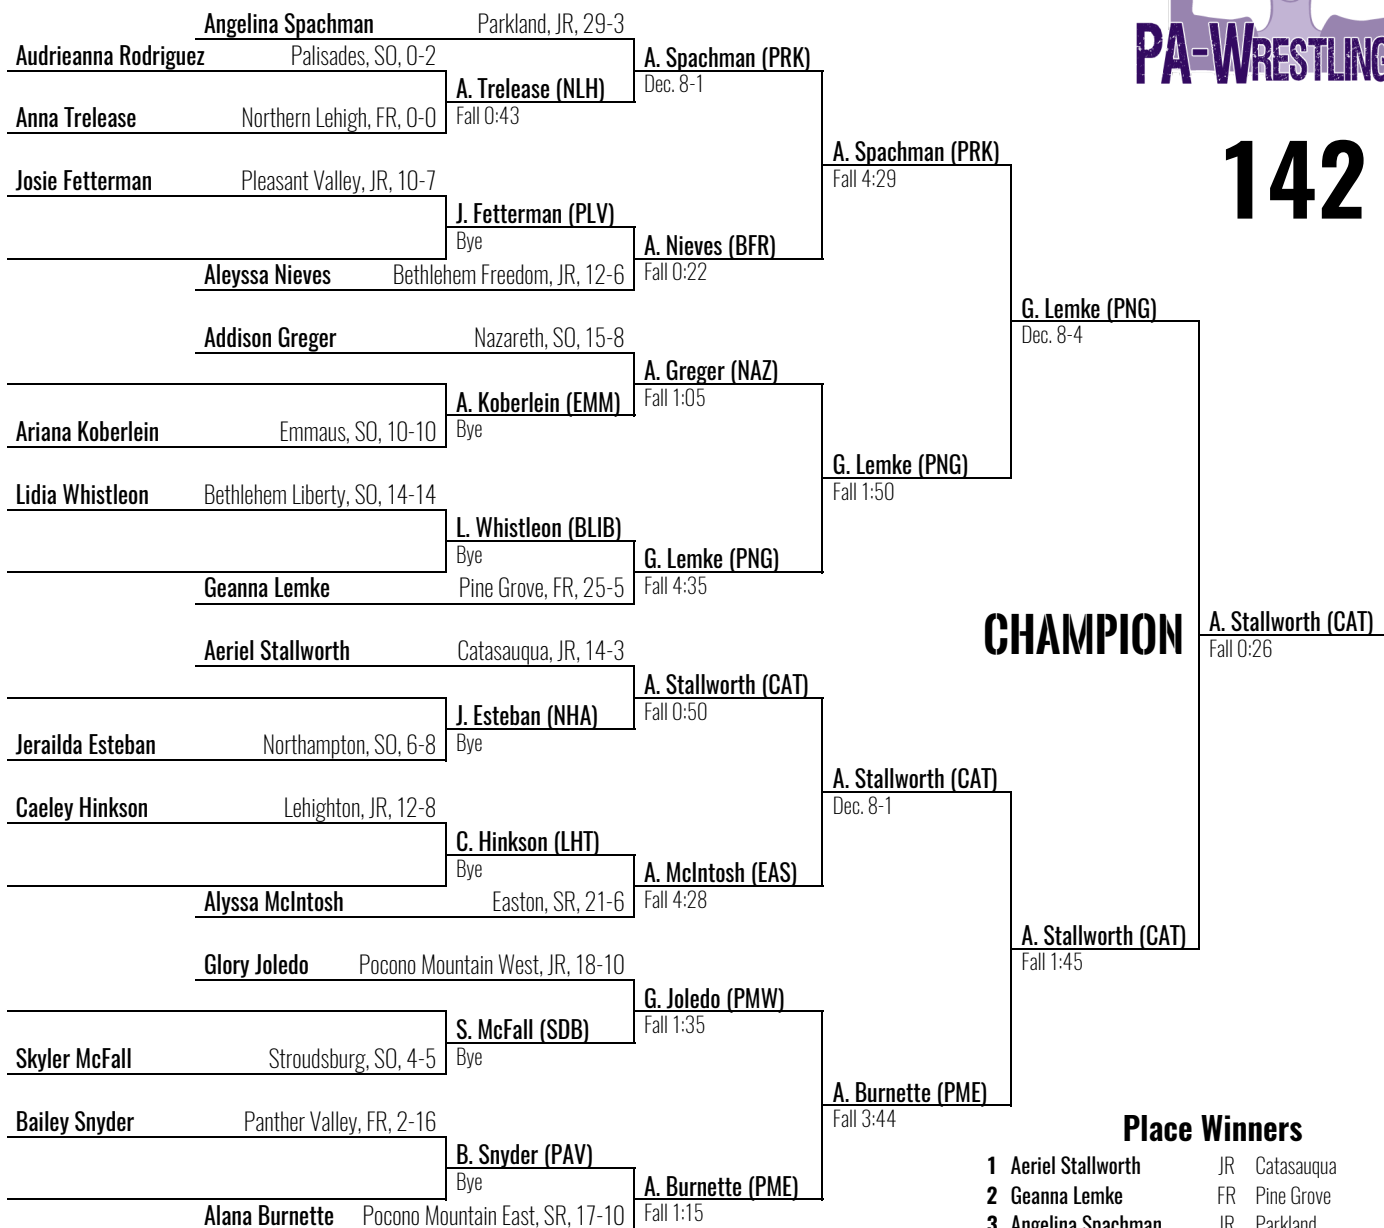 PA-WRESTLING
142
Angelina Spachman Parkland, JR, 29-3
Audrieanna Rodriguez Palisades, SO, 0-2
A. Spachman (PRK)
Dec. 8-1
A. Trelease (NLH)
Fall 0:43
Anna Trelease Northern Lehigh, FR, 0-0
A. Spachman (PRK)
Fall 4:29
Josie Fetterman Pleasant Valley, JR, 10-7
J. Fetterman (PLV)
Bye
A. Nieves (BFR)
Fall 0:22
Aleyssa Nieves Bethlehem Freedom, JR, 12-6
G. Lemke (PNG)
Dec. 8-4
Addison Greger Nazareth, SO, 15-8
A. Greger (NAZ)
Fall 1:05
A. Koberlein (EMM)
Bye
Ariana Koberlein Emmaus, SO, 10-10
G. Lemke (PNG)
Fall 1:50
Lidia Whistleon Bethlehem Liberty, SO, 14-14
L. Whistleon (BLIB)
Bye
G. Lemke (PNG)
Fall 4:35
Geanna Lemke Pine Grove, FR, 25-5
CHAMPION
A. Stallworth (CAT)
Fall 0:26
Aeriel Stallworth Catasauqua, JR, 14-3
A. Stallworth (CAT)
Fall 0:50
J. Esteban (NHA)
Bye
Jerailda Esteban Northampton, SO, 6-8
A. Stallworth (CAT)
Dec. 8-1
Caeley Hinkson Lehighton, JR, 12-8
C. Hinkson (LHT)
Bye
A. McIntosh (EAS)
Fall 4:28
Alyssa McIntosh Easton, SR, 21-6
A. Stallworth (CAT)
Fall 1:45
Glory Joledo Pocono Mountain West, JR, 18-10
G. Joledo (PMW)
Fall 1:35
S. McFall (SDB)
Bye
Skyler McFall Stroudsburg, SO, 4-5
A. Burnette (PME)
Fall 3:44
Bailey Snyder Panther Valley, FR, 2-16
B. Snyder (PAV)
Bye
A. Burnette (PME)
Fall 1:15
Alana Burnette Pocono Mountain East, SR, 17-10
Place Winners
1 Aeriel Stallworth JR Catasauqua
2 Geanna Lemke FR Pine Grove
3 Angelina Spachman JR Parkland